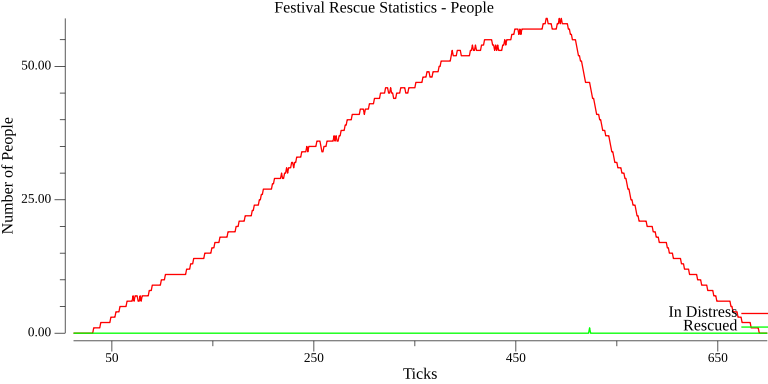 Festival Rescue Statistics - People
Number of People
50.00
25.00
0.00
In Distress
Rescued
50
250
450
650
Ticks